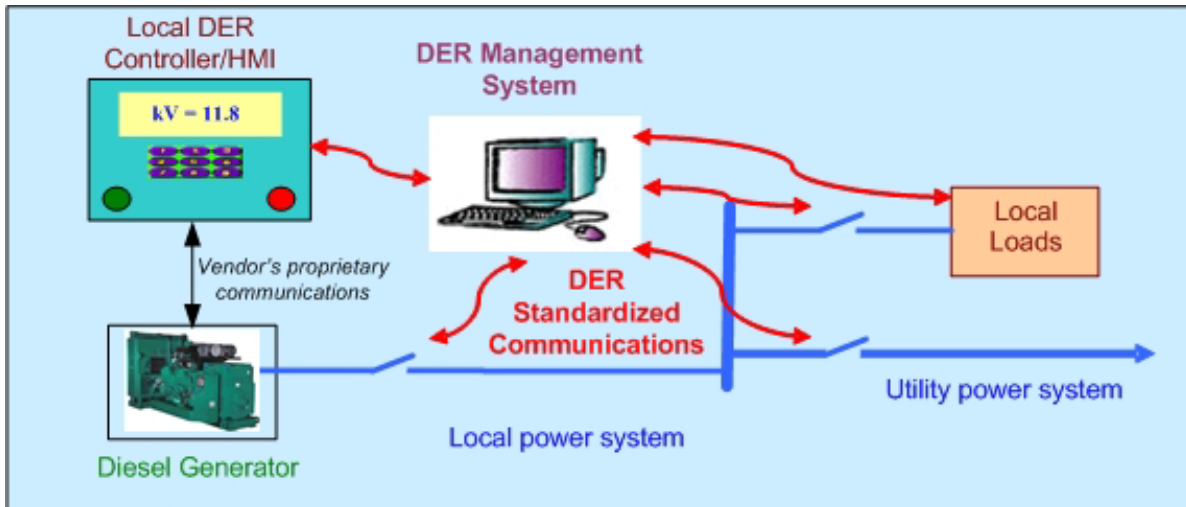 Local DER
Controller/HMI
kV = 11.8
DER Management
System
Local
Loads
Vendor's proprietary
communications
DER
Standardized
Communications
Utility power system
Local power system
Diesel Generator